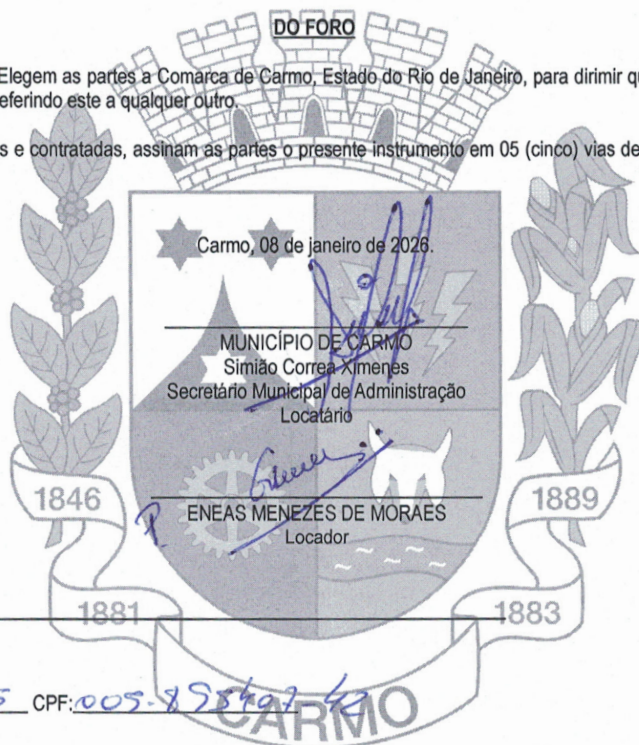 DO FORO
Elegem as partes a Comarca de Carmo, Estado do Rio de Janeiro, para dirimir qu
eferindo este a qualquer outro.
s e contratadas, assinam as partes o presente instrumento em 05 (cinco) vias de
Carmo, 08 de janeiro de 2026.
MUNICÍPIO DE CARMO
Simião Correa Ximenes
Secretário Municipal de Administração
Locatário
ENEAS MENEZES DE MORAES
Locador
1846
1889
1881
1883
CPF:
CARMO